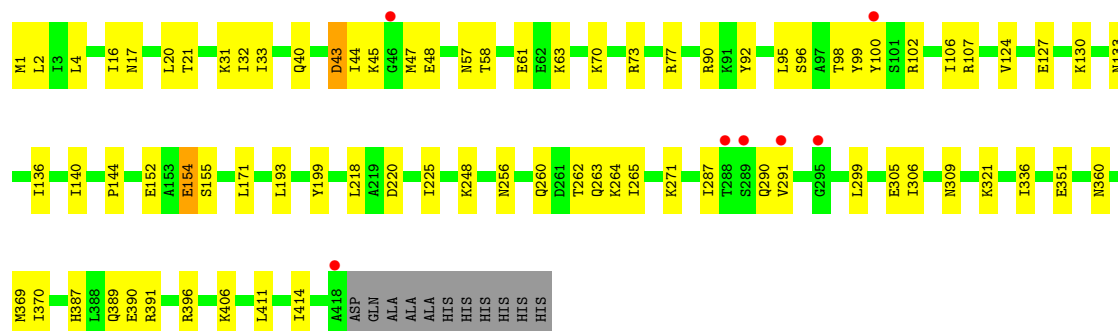 M1 L2 I3 L4 I16 N17 L20 T21 K31 I32 I33 Q40 D43 I44 K45 G46 M47 E48 N57 T58 E61 E62 K63 K70 R73 R77 R90 K91 Y92 L95 S96 A97 T98 Y99 Y100 S101 R102 I106 R107 V124 E127 K130 N133
I136 I140 P144 E152 A153 E154 S155 L171 L193 Y199 L218 A219 D220 I225 K248 N256 Q260 D261 T262 Q263 K264 I265 K271 I287 T288 S289 Q290 V291 G295 L299 E305 I306 N309 K321 I336 E351 N360
M369 I370 H387 L388 Q389 E390 R391 R396 K406 L411 I414 A418 ASP GLN ALA ALA ALA HIS HIS HIS HIS HIS HIS